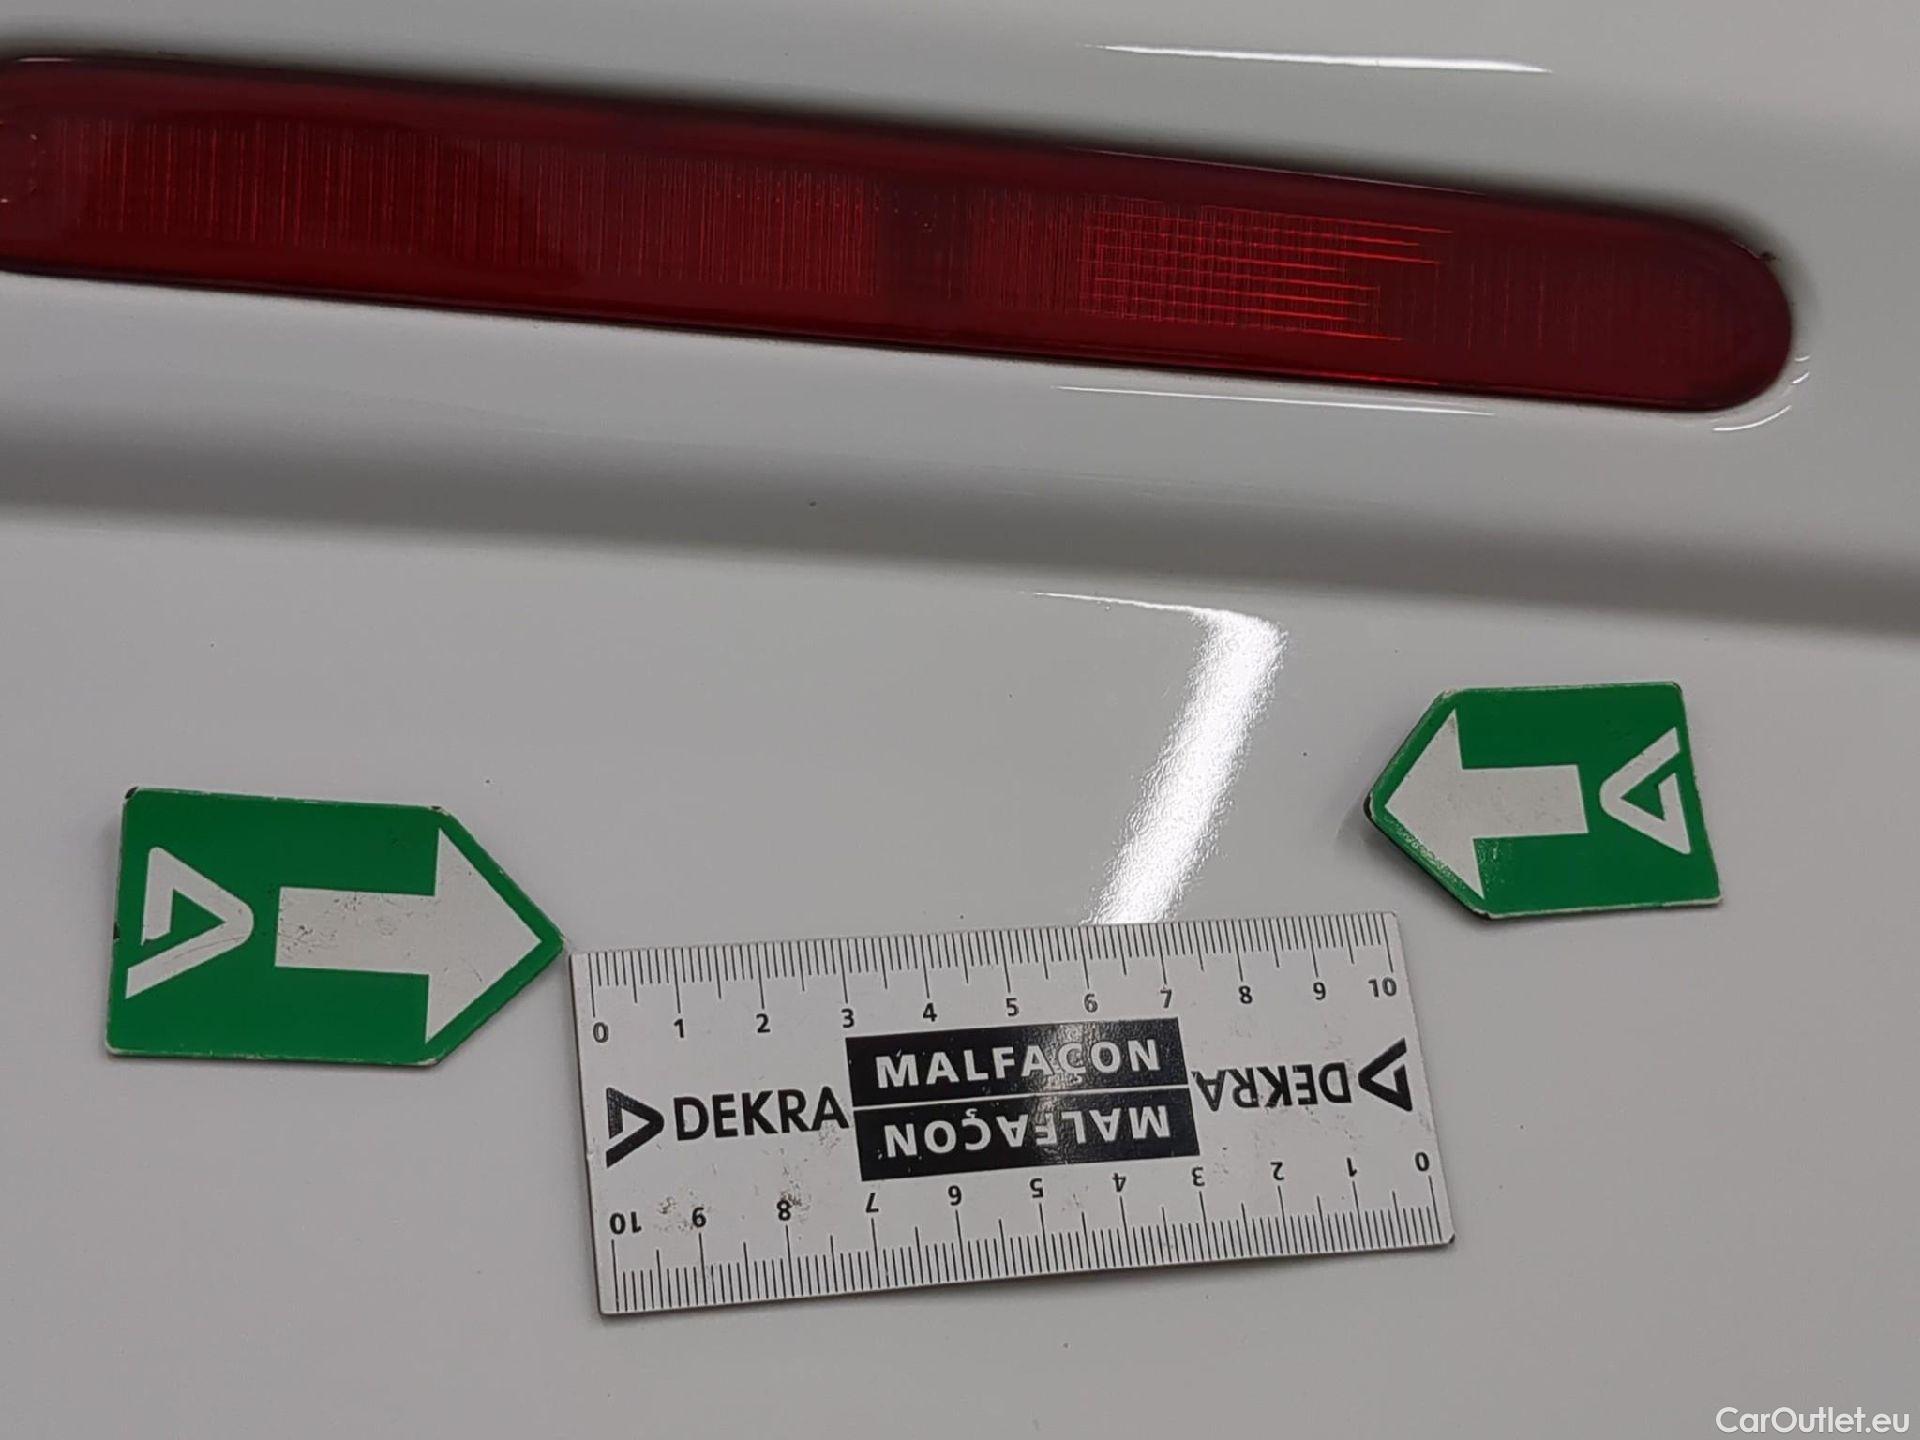 0 1 2 3 4 5 6 7 8 9 10
DEKRA MALFAÇON DEKRA
MALFAÇON
10 9 8 7 6 5 4 3 2 1 0
CarOutlet.eu